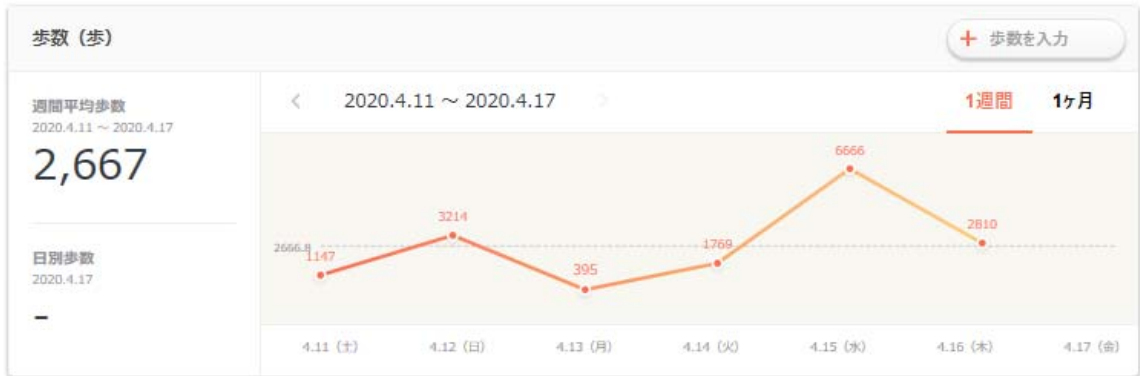 歩数（歩）
+ 歩数を入力
週間平均歩数
2020.4.11 ～ 2020.4.17
2,667
日別歩数
2020.4.17
-
< 2020.4.11 ～ 2020.4.17 >
1週間 1ヶ月
6666
3214
2810
2666.8
1147
1769
395
4.11（土） 4.12（日） 4.13（月） 4.14（火） 4.15（水） 4.16（木） 4.17（金）